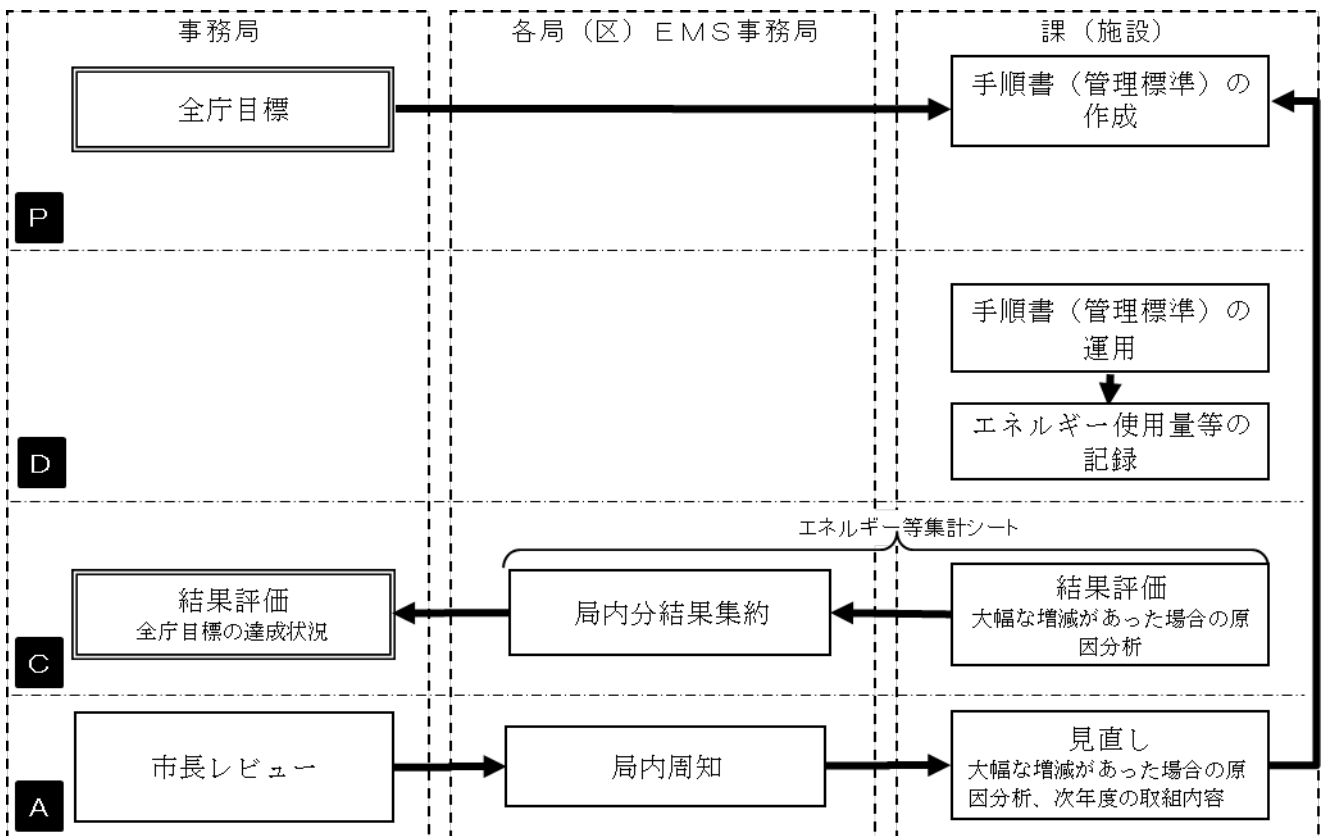 事務局
各局（区）ＥＭＳ事務局
課（施設）
全庁目標
手順書（管理標準）の
作成
P
手順書（管理標準）の
運用
エネルギー使用量等の
記録
D
エネルギー等集計シート
結果評価
全庁目標の達成状況
局内分結果集約
結果評価
大幅な増減があった場合の原
因分析
C
市長レビュー
局内周知
見直し
大幅な増減があった場合の原
因分析、次年度の取組内容
A